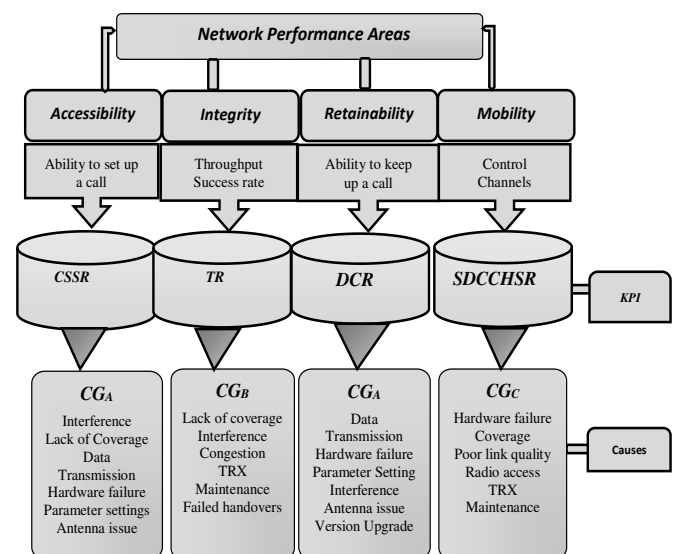 Network Performance Areas
Accessibility
Integrity
Retainability
Mobility
Ability to set up
a call
Throughput
Success rate
Ability to keep
up a call
Control
Channels
CSSR
TR
DCR
SDCCHSR
KPI
CGA
Interference
Lack of Coverage
Data
Transmission
Hardware failure
Parameter settings
Antenna issue
CGB
Lack of coverage
Interference
Congestion
TRX
Maintenance
Failed handovers
CGA
Data
Transmission
Hardware failure
Parameter Setting
Interference
Antenna issue
Version Upgrade
CGC
Hardware failure
Coverage
Poor link quality
Radio access
TRX
Maintenance
Causes